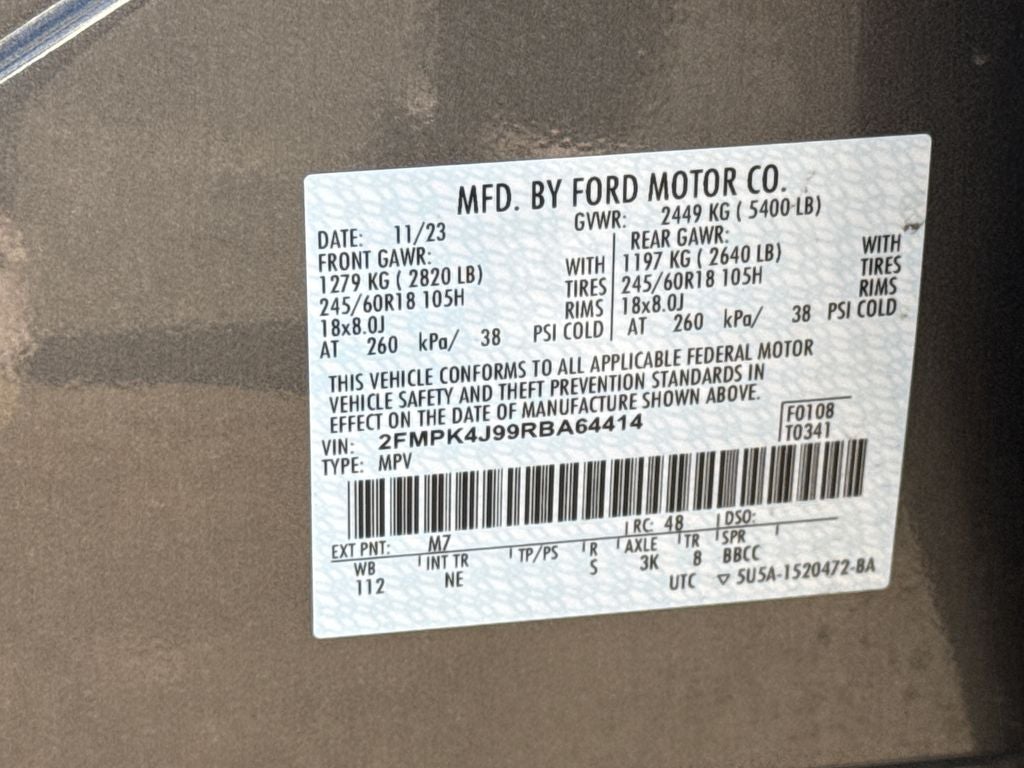 MFD. BY FORD MOTOR CO.
DATE: 11/23 GVWR: 2449 KG ( 5400 LB)
FRONT GAWR: REAR GAWR:
1279 KG ( 2820 LB) WITH 1197 KG ( 2640 LB) WITH
245/60R18 105H TIRES 245/60R18 105H TIRES
18x8.0J RIMS 18x8.0J RIMS
AT 260 kPa/ 38 PSI COLD AT 260 kPa/ 38 PSI COLD
THIS VEHICLE CONFORMS TO ALL APPLICABLE FEDERAL MOTOR
VEHICLE SAFETY AND THEFT PREVENTION STANDARDS IN
EFFECT ON THE DATE OF MANUFACTURE SHOWN ABOVE.
VIN: 2FMPK4J99RBA64414 F0108
TYPE: MPV T0341
EXT PNT: M7 RC: 48 DSO:
WB INT TR TP/PS R AXLE TR SPR
112 NE S 3K 8 BBCC
UTC ▽ 5U5A-1520472-BA